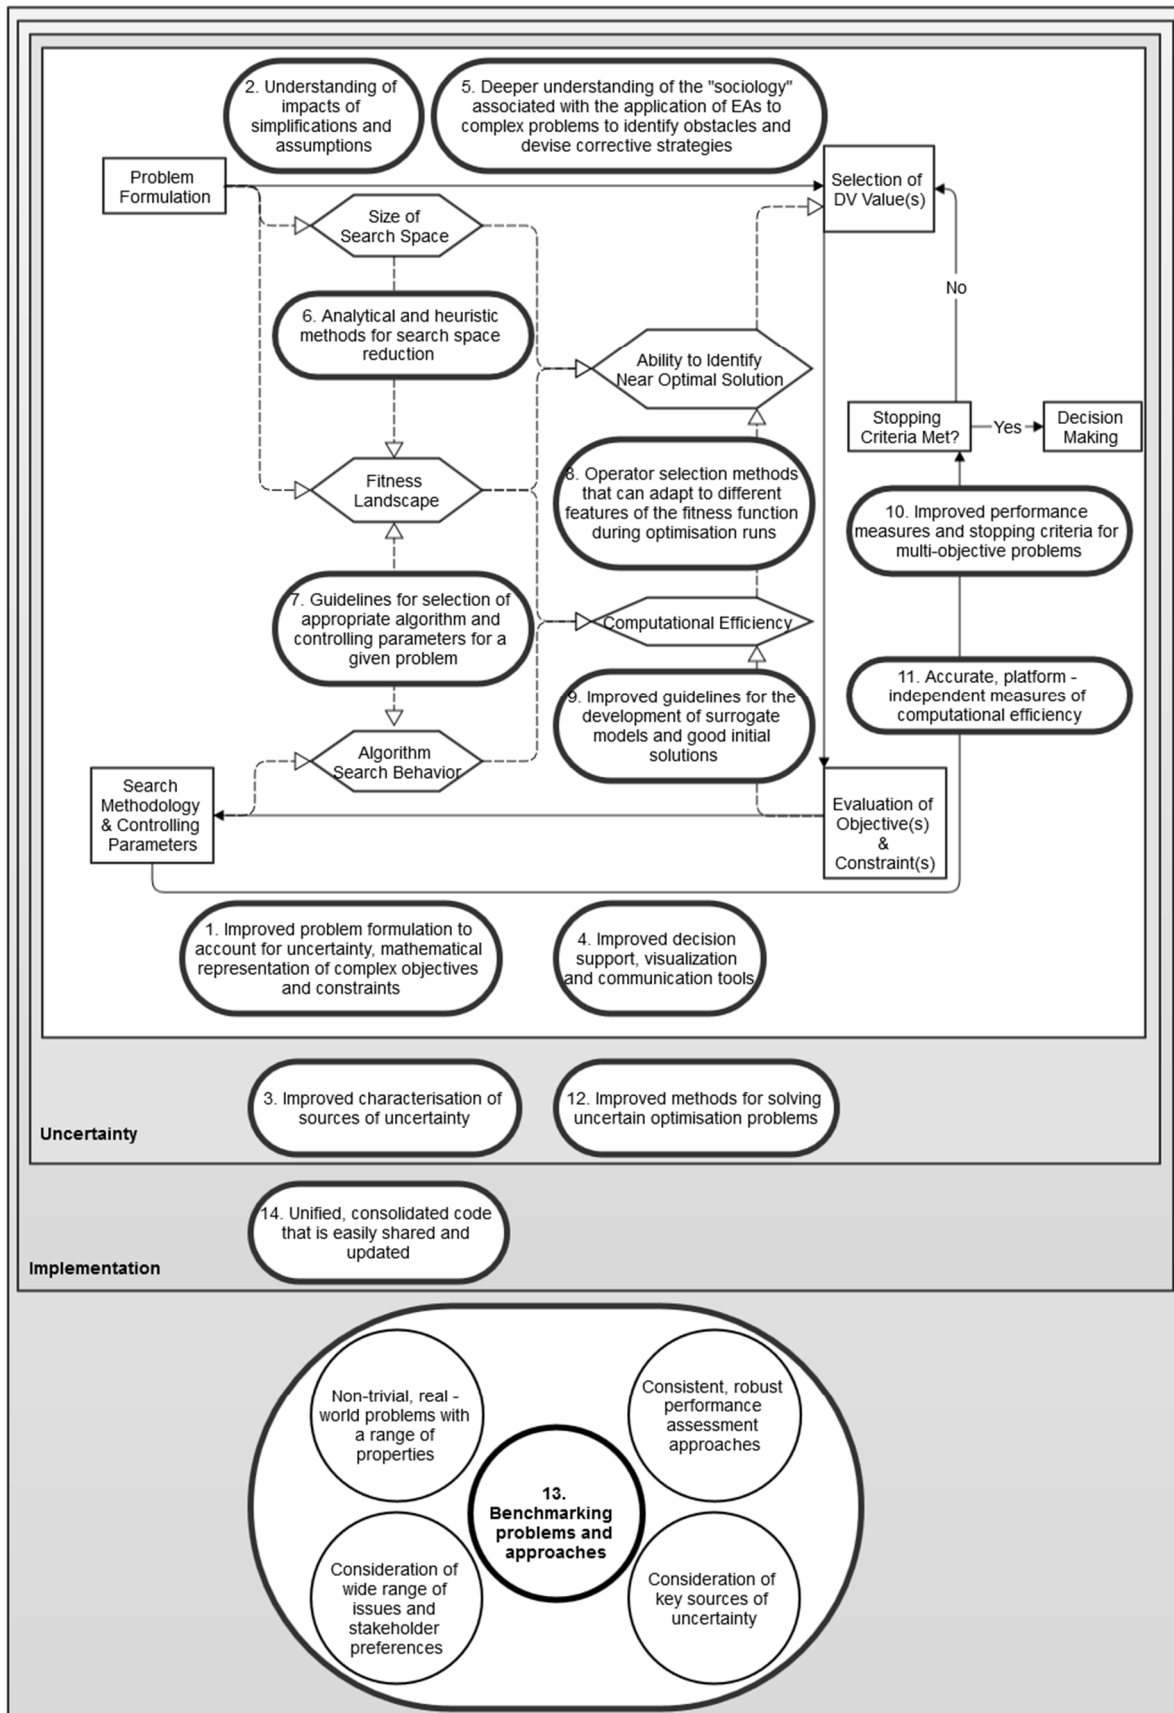 2. Understanding of
impacts of
simplifications and
assumptions
5. Deeper understanding of the "sociology"
associated with the application of EAs to
complex problems to identify obstacles and
devise corrective strategies
Problem
Formulation
Selection of
DV Value(s)
Size of
Search Space
No
6. Analytical and heuristic
methods for search space
reduction
Ability to Identify
Near Optimal Solution
Stopping
Criteria Met?
Yes
Decision
Making
Fitness
Landscape
8. Operator selection methods
that can adapt to different
features of the fitness function
during optimisation runs
10. Improved performance
measures and stopping criteria for
multi-objective problems
7. Guidelines for selection of
appropriate algorithm and
controlling parameters for a
given problem
Computational Efficiency
9. Improved guidelines for the
development of surrogate
models and good initial
solutions
11. Accurate, platform -
independent measures of
computational efficiency
Algorithm
Search Behavior
Search
Methodology
& Controlling
Parameters
Evaluation of
Objective(s)
&
Constraint(s)
1. Improved problem formulation to
account for uncertainty, mathematical
representation of complex objectives
and constraints
4. Improved decision
support, visualization
and communication tools
3. Improved characterisation of
sources of uncertainty
12. Improved methods for solving
uncertain optimisation problems
Uncertainty
14. Unified, consolidated code
that is easily shared and
updated
Implementation
Non-trivial, real -
world problems with
a range of
properties
Consistent, robust
performance
assessment
approaches
13.
Benchmarking
problems and
approaches
Consideration of
wide range of
issues and
stakeholder
preferences
Consideration of
key sources of
uncertainty